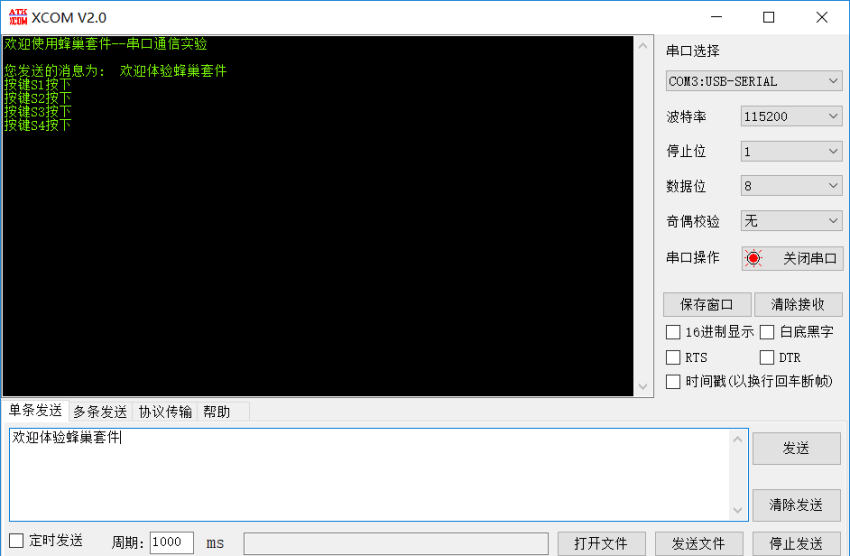 ATK XCOM XCOM V2.0
欢迎使用蜂巢套件--串口通信实验
您发送的消息为: 欢迎体验蜂巢套件
按键S1按下
按键S2按下
按键S3按下
按键S4按下
串口选择
COM3:USB-SERIAL
波特率 115200
停止位 1
数据位 8
奇偶校验 无
串口操作 关闭串口
保存窗口 清除接收
16进制显示 白底黑字
RTS DTR
时间戳(以换行回车断帧)
单条发送 多条发送 协议传输 帮助
欢迎体验蜂巢套件
发送
清除发送
定时发送 周期: 1000 ms 打开文件 发送文件 停止发送